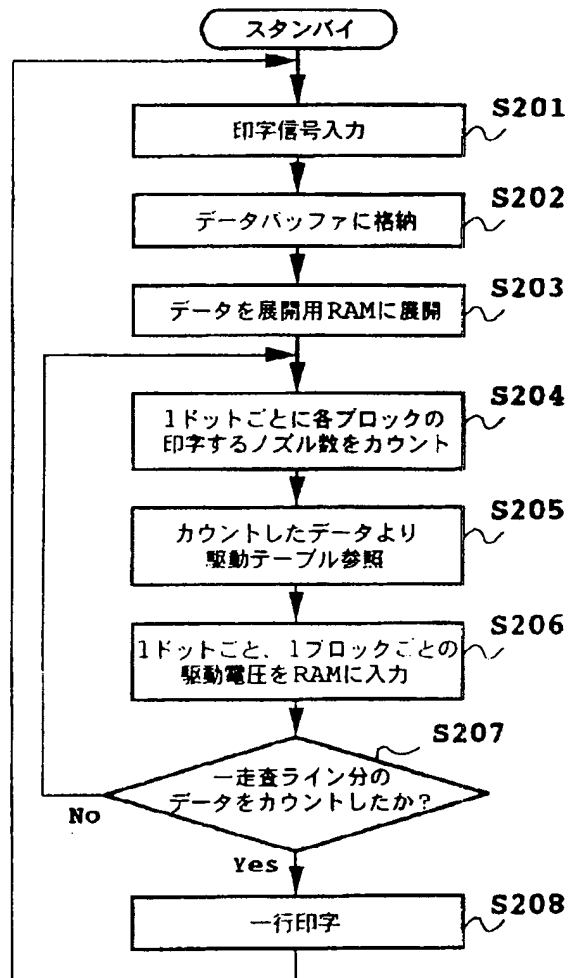 スタンバイ
S201
印字信号入力
S202
データバッファに格納
S203
データを展開用RAMに展開
S204
1ドットごとに各ブロックの
印字するノズル数をカウント
S205
カウントしたデータより
駆動テーブル参照
S206
1ドットごと、1ブロックごとの
駆動電圧をRAMに入力
S207
一走査ライン分の
データをカウントしたか?
No
Yes
S208
一行印字